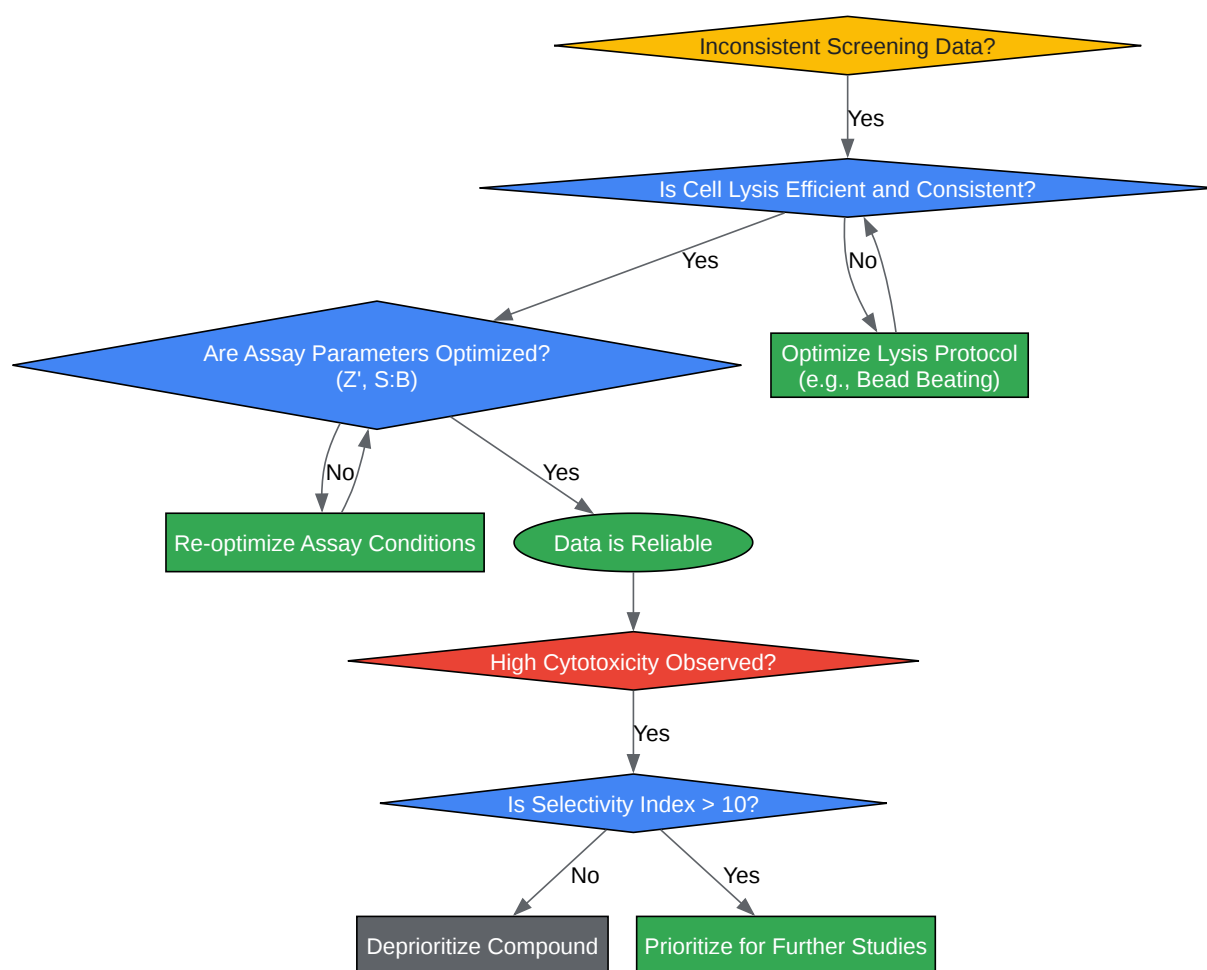 Inconsistent Screening Data?
Yes
Is Cell Lysis Efficient and Consistent?
Yes
No
Are Assay Parameters Optimized?
(Z', S:B)
Optimize Lysis Protocol
(e.g., Bead Beating)
No
Yes
Re-optimize Assay Conditions
Data is Reliable
High Cytotoxicity Observed?
Yes
Is Selectivity Index > 10?
No
Yes
Deprioritize Compound
Prioritize for Further Studies